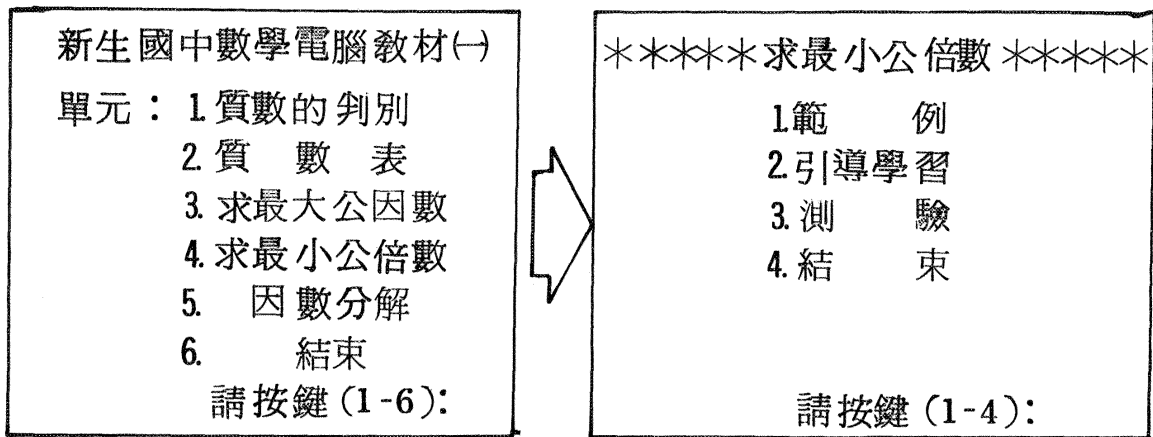 新生國中數學電腦教材㈠
單元：1.質數的判別
2.質 數 表
3.求最大公因數
4.求最小公倍數
5. 因數分解
6. 結束
請按鍵(1-6)：
＊＊＊＊＊求最小公倍數＊＊＊＊＊
1.範 例
2.引導學習
3.測 驗
4.結 束
請按鍵(1-4)：